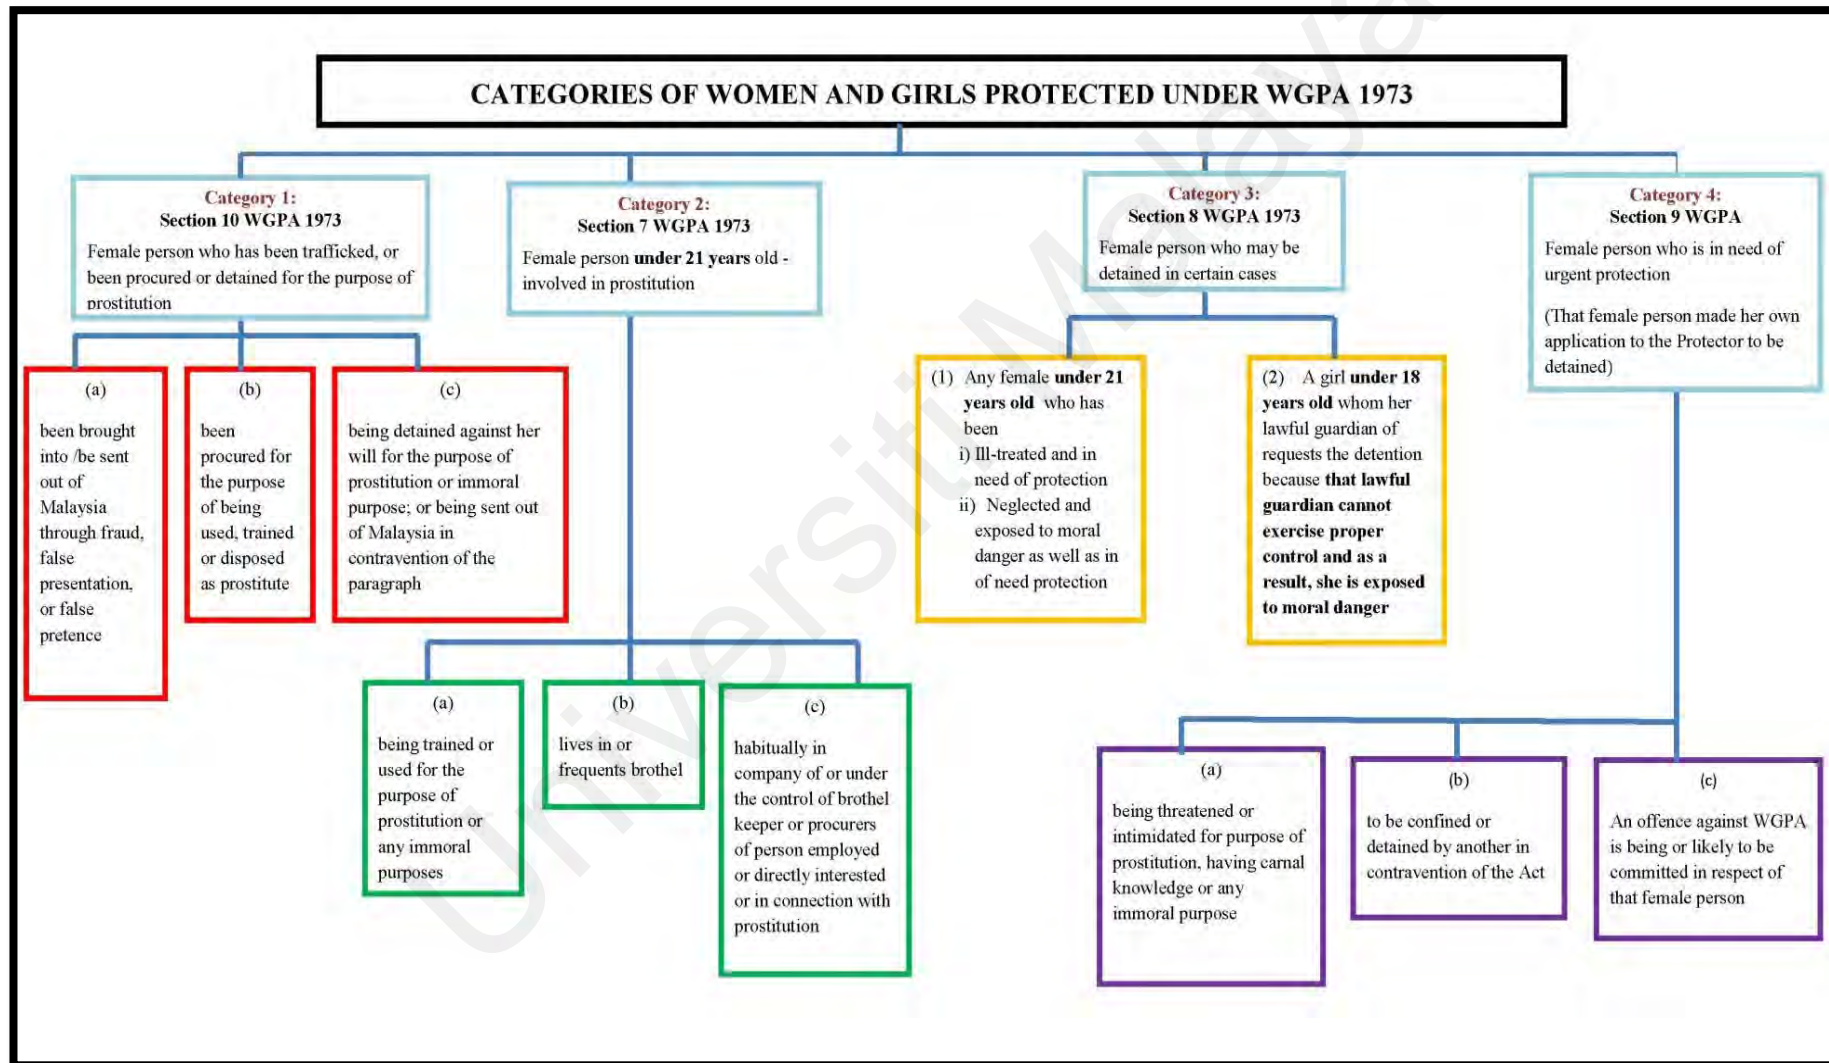 CATEGORIES OF WOMEN AND GIRLS PROTECTED UNDER WGPA 1973
Category 1:
Section 10 WGPA 1973
Female person who has been trafficked, or
been procured or detained for the purpose of
prostitution
Category 2:
Section 7 WGPA 1973
Female person under 21 years old -
involved in prostitution
Category 3:
Section 8 WGPA 1973
Female person who may be
detained in certain cases
Category 4:
Section 9 WGPA
Female person who is in need of
urgent protection
(That female person made her own
application to the Protector to be
detained)
(a)
been brought
into /be sent
out of
Malaysia
through fraud,
false
presentation,
or false
pretence
(b)
been
procured for
the purpose
of being
used, trained
or disposed
as prostitute
(c)
being detained against her
will for the purpose of
prostitution or immoral
purpose; or being sent out
of Malaysia in
contravention of the
paragraph
(1) Any female under 21
years old who has
been
i) Ill-treated and in
need of protection
ii) Neglected and
exposed to moral
danger as well as in
of need protection
(2) A girl under 18
years old whom her
lawful guardian of
requests the detention
because that lawful
guardian cannot
exercise proper
control and as a
result, she is exposed
to moral danger
(a)
being trained or
used for the
purpose of
prostitution or
any immoral
purposes
(b)
lives in or
frequents brothel
(c)
habitually in
company of or under
the control of brothel
keeper or procurers
of person employed
or directly interested
or in connection with
prostitution
(a)
being threatened or
intimidated for purpose of
prostitution, having carnal
knowledge or any
immoral purpose
(b)
to be confined or
detained by another in
contravention of the Act
(c)
An offence against WGPA
is being or likely to be
committed in respect of
that female person
Universiti Malaya